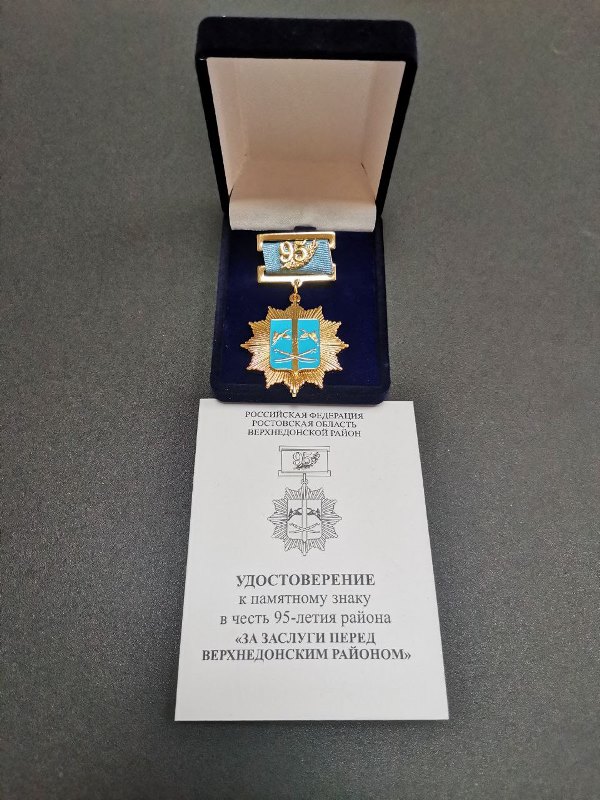 95
РОССИЙСКАЯ ФЕДЕРАЦИЯ
РОСТОВСКАЯ ОБЛАСТЬ
ВЕРХНЕДОНСКОЙ РАЙОН
95
УДОСТОВЕРЕНИЕ
к памятному знаку
в честь 95-летия района
«ЗА ЗАСЛУГИ ПЕРЕД
ВЕРХНЕДОНСКИМ РАЙОНОМ»